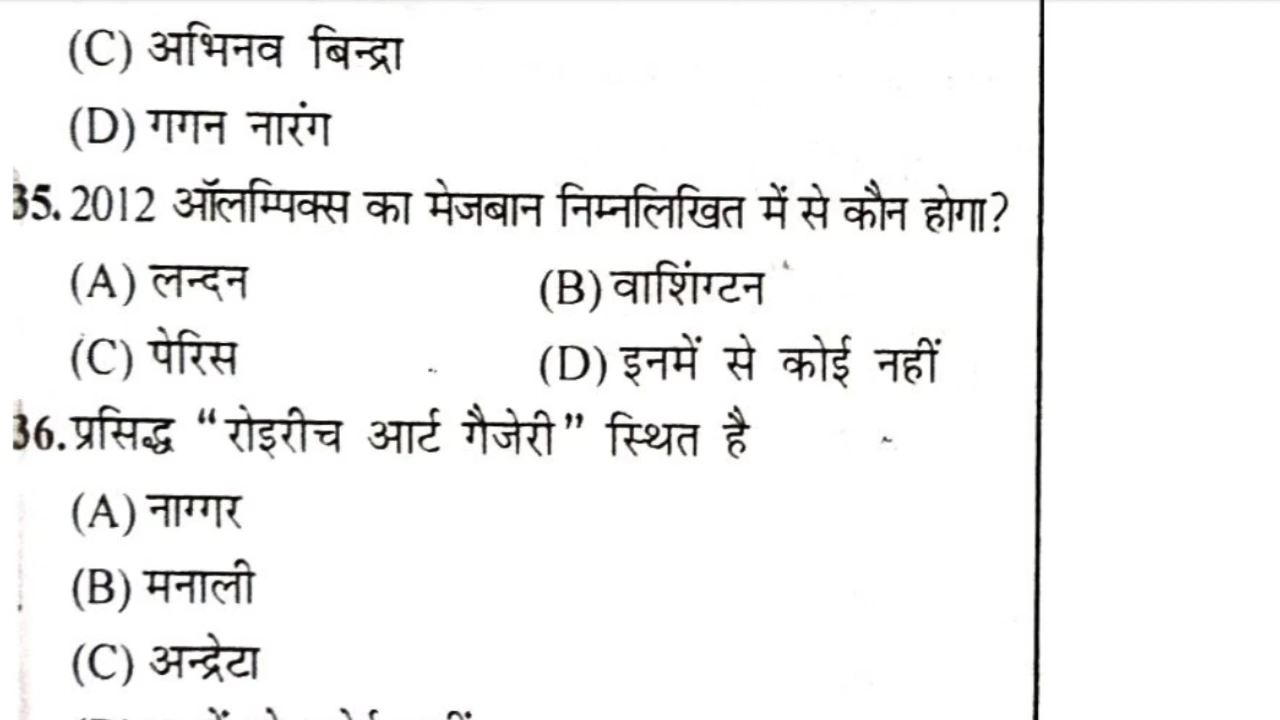 (C) अभिनव बिन्द्रा
(D) गगन नारंग
35. 2012 ऑलम्पिक्स का मेजबान निम्नलिखित में से कौन होगा?
(A) लन्दन (B) वाशिंग्टन
(C) पेरिस (D) इनमें से कोई नहीं
36. प्रसिद्ध “रोइरीच आर्ट गैजेरी” स्थित है
(A) नाग्गर
(B) मनाली
(C) अन्द्रेटा